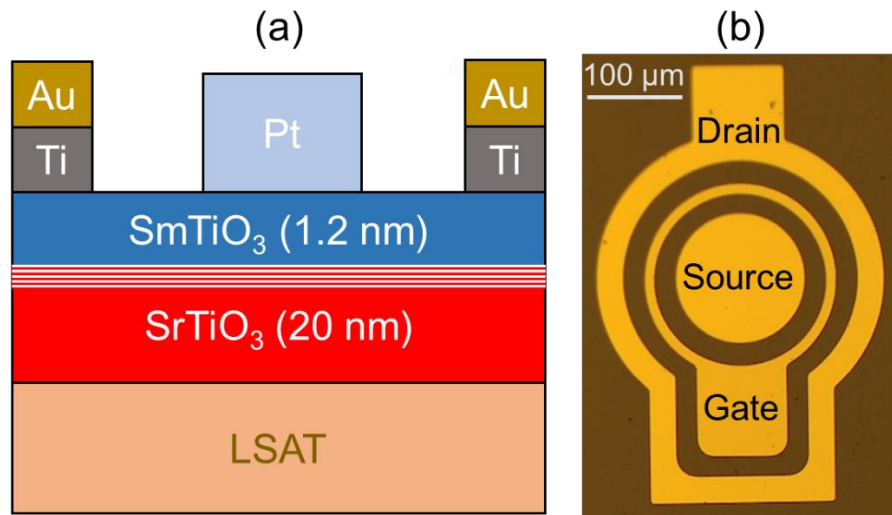 (a)
Au
Ti
Pt
Au
Ti
SmTiO₃ (1.2 nm)
SrTiO₃ (20 nm)
LSAT
(b)
100 μm
Drain
Source
Gate